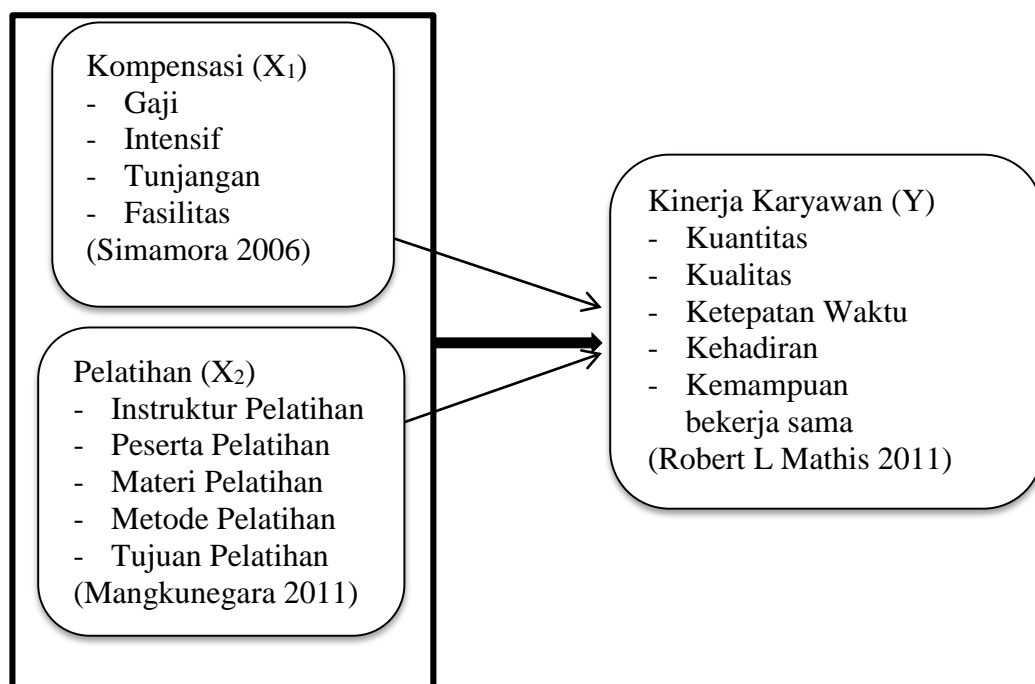 Kompensasi (X₁)
- Gaji
- Intensif
- Tunjangan
- Fasilitas
(Simamora 2006)
Pelatihan (X₂)
- Instruktur Pelatihan
- Peserta Pelatihan
- Materi Pelatihan
- Metode Pelatihan
- Tujuan Pelatihan
(Mangkunegara 2011)
Kinerja Karyawan (Y)
- Kuantitas
- Kualitas
- Ketepatan Waktu
- Kehadiran
- Kemampuan
bekerja sama
(Robert L Mathis 2011)